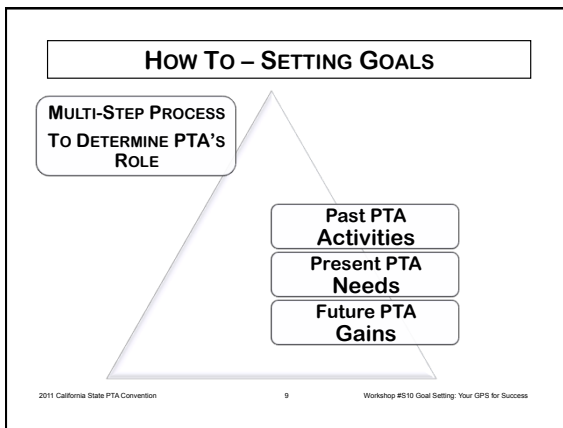 HOW TO – SETTING GOALS
MULTI-STEP PROCESS
TO DETERMINE PTA'S
ROLE
Past PTA
Activities
Present PTA
Needs
Future PTA
Gains
2011 California State PTA Convention 9 Workshop #S10 Goal Setting: Your GPS for Success